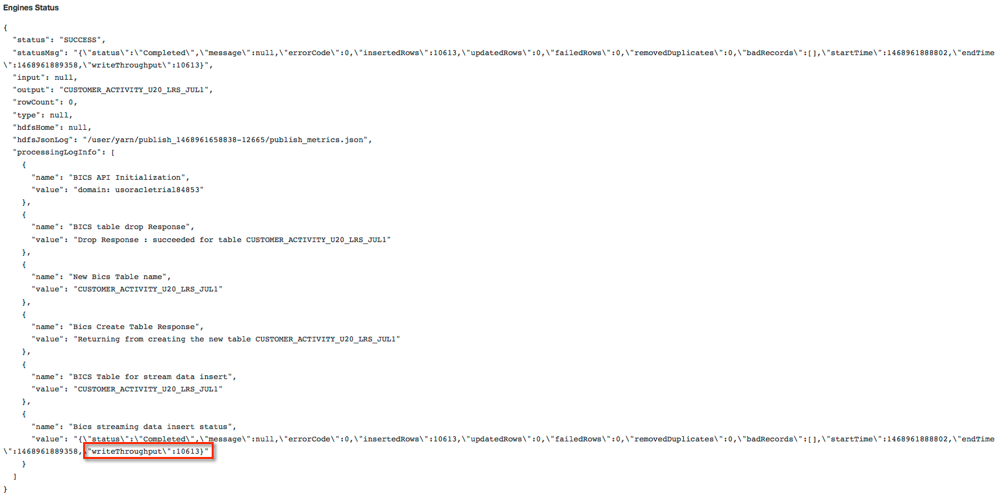 Engines Status
{
"status": "SUCCESS",
"statusMsg": "{\"status\":\"Completed\",\"message\":null,\"errorCode\":0,\"insertedRows\":10613,\"updatedRows\":0,\"failedRows\":0,\"removedDuplicates\":0,\"badRecords\":[],\"startTime\":1468961888802,\"endTime
\":1468961889358,\"writeThroughput\":10613}",
"input": null,
"output": "CUSTOMER_ACTIVITY_U20_LRS_JUL1",
"rowCount": 0,
"type": null,
"hdfsHome": null,
"hdfsJsonLog": "/user/yarn/publish_1468961658838-12665/publish_metrics.json",
"processingLogInfo": [
{
"name": "BICS API Initialization",
"value": "domain: usoracletrial84853"
},
{
"name": "BICS table drop Response",
"value": "Drop Response : succeeded for table CUSTOMER_ACTIVITY_U20_LRS_JUL1"
},
{
"name": "New Bics Table name",
"value": "CUSTOMER_ACTIVITY_U20_LRS_JUL1"
},
{
"name": "Bics Create Table Response",
"value": "Returning from creating the new table CUSTOMER_ACTIVITY_U20_LRS_JUL1"
},
{
"name": "BICS Table for stream data insert",
"value": "CUSTOMER_ACTIVITY_U20_LRS_JUL1"
},
{
"name": "Bics streaming data insert status",
"value": "{\"status\":\"Completed\",\"message\":null,\"errorCode\":0,\"insertedRows\":10613,\"updatedRows\":0,\"failedRows\":0,\"removedDuplicates\":0,\"badRecords\":[],\"startTime\":1468961888802,\"endTime
\":1468961889358,\"writeThroughput\":10613}"
}
]
}